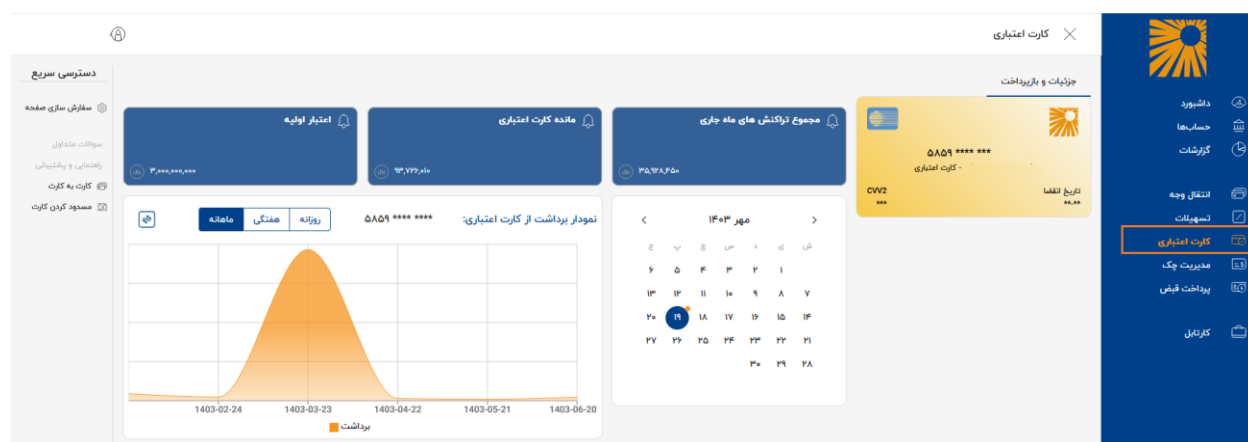 کارت اعتباری
داشبورد
حساب‌ها
گزارشات
انتقال وجه
تسهیلات
کارت اعتباری
مدیریت چک
پرداخت قبض
کارتابل
جزئیات و بازپرداخت
۵۸۵۹ **** ***
- کارت اعتباری
تاریخ انقضا
**.**
CVV2
***
مجموع تراکنش های ماه جاری
۳۵,۹۲۸,۴۵۰
مانده کارت اعتباری
۹۳,۷۲۶,۰۱۰
اعتبار اولیه
۳,۰۰۰,۰۰۰,۰۰۰
مهر ۱۴۰۳
ش ی د س چ پ ج
۱ ۲ ۳ ۴ ۵ ۶
۷ ۸ ۹ ۱۰ ۱۱ ۱۲ ۱۳
۱۴ ۱۵ ۱۶ ۱۷ ۱۸ ۱۹ ۲۰
۲۱ ۲۲ ۲۳ ۲۴ ۲۵ ۲۶ ۲۷
۲۸ ۲۹ ۳۰
نمودار برداشت از کارت اعتباری: ۵۸۵۹ **** ****
روزانه هفتگی ماهانه
1403-02-24 1403-03-23 1403-04-22 1403-05-21 1403-06-20
برداشت
دسترسی سریع
سفارش سازی صفحه
سوالات متداول
راهنمایی و پشتیبانی
کارت به کارت
مسدود کردن کارت